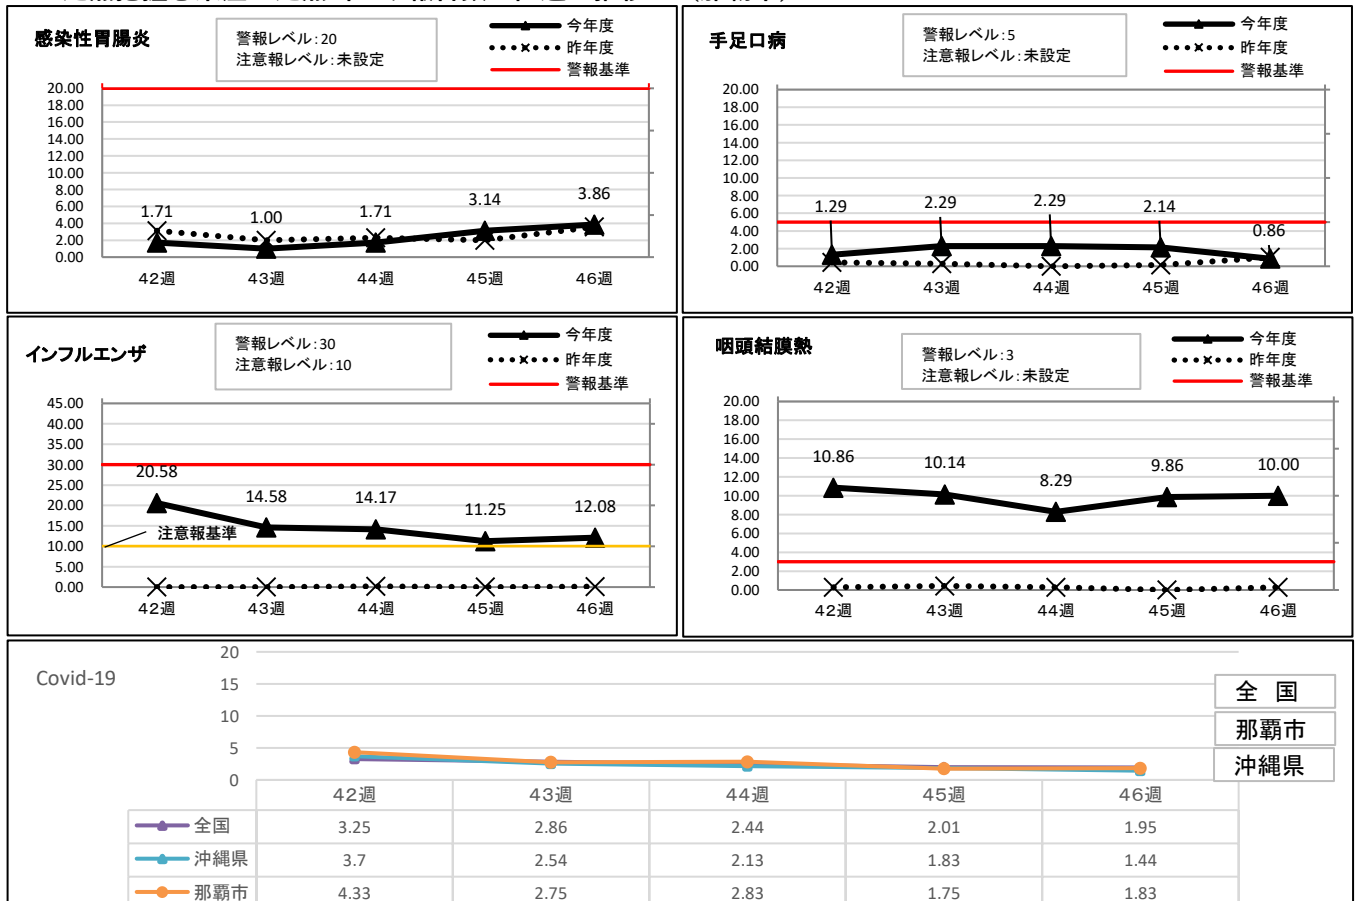 感染性胃腸炎
警報レベル:20
注意報レベル:未設定
今年度
昨年度
警報基準
20.00
18.00
16.00
14.00
12.00
10.00
8.00
6.00
4.00
2.00
0.00
1.71
1.00
1.71
3.14
3.86
42週
43週
44週
45週
46週
手足口病
警報レベル:5
注意報レベル:未設定
今年度
昨年度
警報基準
20.00
18.00
16.00
14.00
12.00
10.00
8.00
6.00
4.00
2.00
0.00
1.29
2.29
2.29
2.14
0.86
42週
43週
44週
45週
46週
インフルエンザ
警報レベル:30
注意報レベル:10
今年度
昨年度
警報基準
45.00
40.00
35.00
30.00
25.00
20.00
15.00
10.00
5.00
0.00
20.58
14.58
14.17
11.25
12.08
注意報基準
42週
43週
44週
45週
46週
咽頭結膜熱
警報レベル:3
注意報レベル:未設定
今年度
昨年度
警報基準
20.00
18.00
16.00
14.00
12.00
10.00
8.00
6.00
4.00
2.00
0.00
10.86
10.14
8.29
9.86
10.00
42週
43週
44週
45週
46週
Covid-19
20
15
10
5
0
全 国
那覇市
沖縄県
42週 43週 44週 45週 46週
全国 3.25 2.86 2.44 2.01 1.95
沖縄県 3.7 2.54 2.13 1.83 1.44
那覇市 4.33 2.75 2.83 1.75 1.83